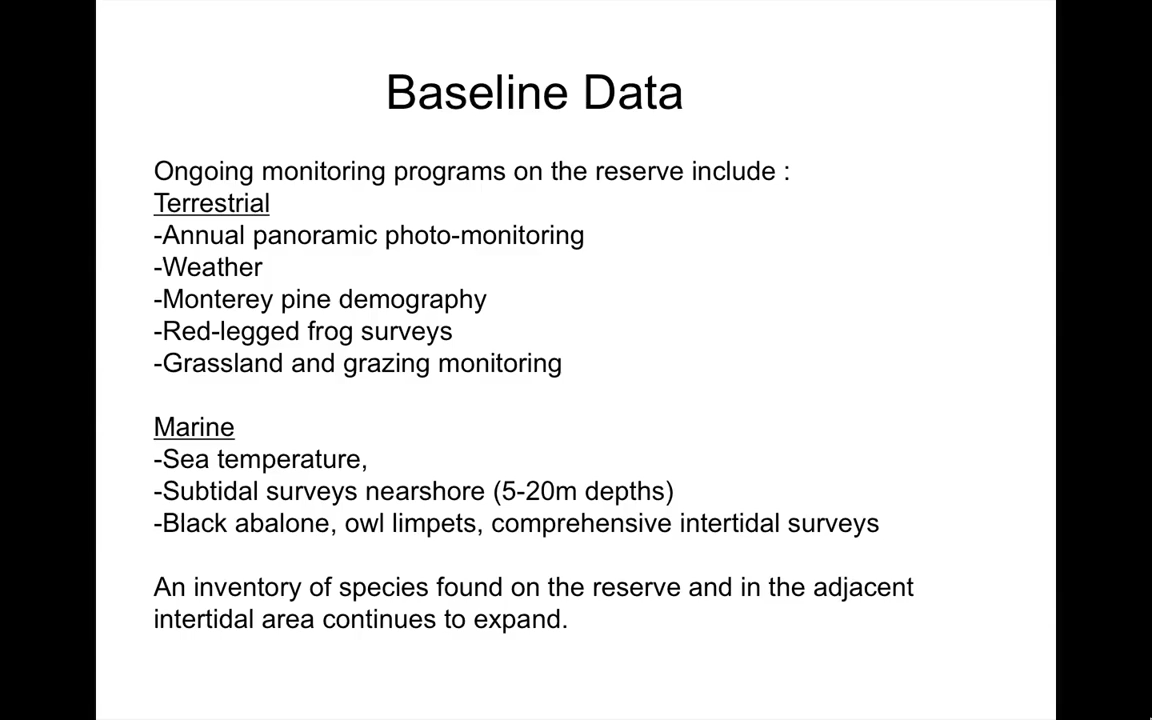 Baseline Data
Ongoing monitoring programs on the reserve include :
Terrestrial
-Annual panoramic photo-monitoring
-Weather
-Monterey pine demography
-Red-legged frog surveys
-Grassland and grazing monitoring
Marine
-Sea temperature,
-Subtidal surveys nearshore (5-20m depths)
-Black abalone, owl limpets, comprehensive intertidal surveys
An inventory of species found on the reserve and in the adjacent
intertidal area continues to expand.